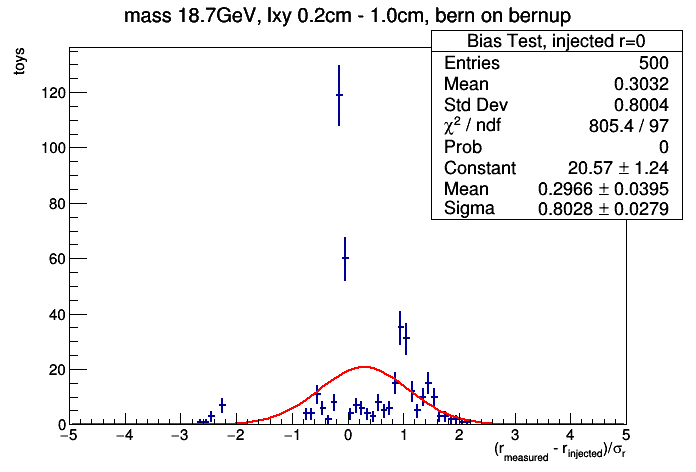 mass 18.7GeV, lxy 0.2cm - 1.0cm, bern on bernup
Bias Test, injected r=0
Entries 500
Mean 0.3032
Std Dev 0.8004
χ² / ndf 805.4 / 97
Prob 0
Constant 20.57 ± 1.24
Mean 0.2966 ± 0.0395
Sigma 0.8028 ± 0.0279
toys
120
100
80
60
40
20
0
−5 −4 −3 −2 −1 0 1 2 3 4 5
(r_measured - r_injected)/σ_r